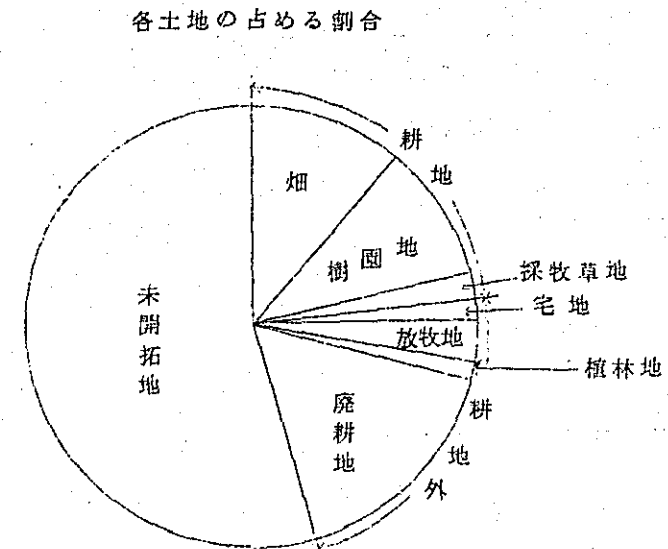 各土地の占める割合
耕地
畑
樹園地
採牧草地
宅地
放牧地
植林地
未開拓地
廃耕地
耕地外